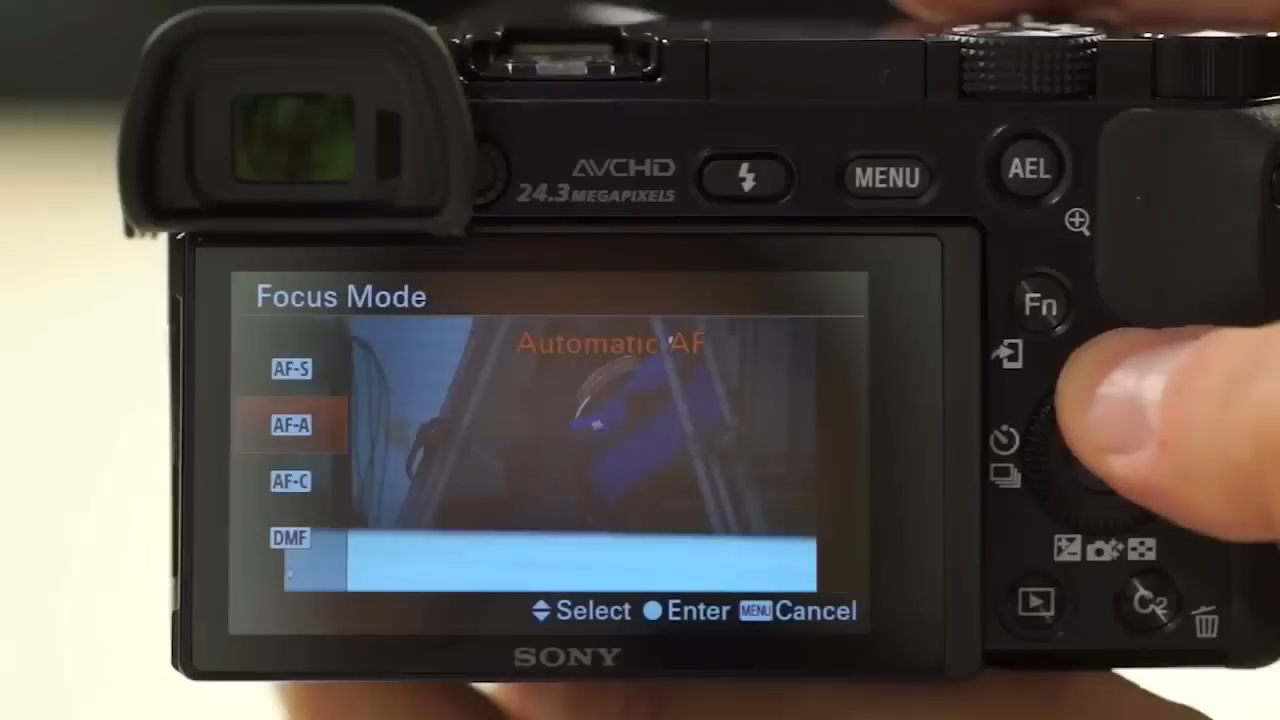 AVCHD
24.3 MEGAPIXELS
MENU
AEL
Fn
Focus Mode
Automatic AF
AF-S
AF-A
AF-C
DMF
Select Enter MENU Cancel
C2
SONY